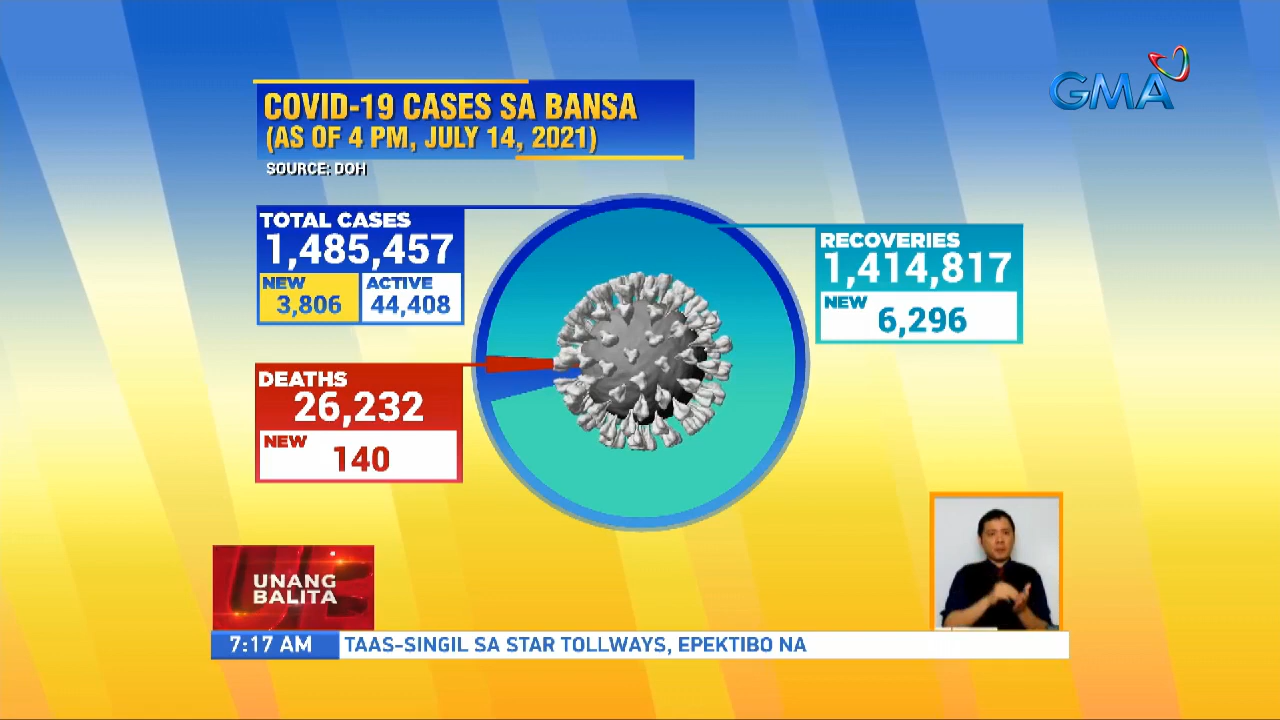 GMA
COVID-19 CASES SA BANSA
(AS OF 4 PM, JULY 14, 2021)
SOURCE: DOH
TOTAL CASES
1,485,457
NEW
3,806
ACTIVE
44,408
RECOVERIES
1,414,817
NEW
6,296
DEATHS
26,232
NEW
140
UNANG
BALITA
7:17 AM
TAAS-SINGIL SA STAR TOLLWAYS, EPEKTIBO NA